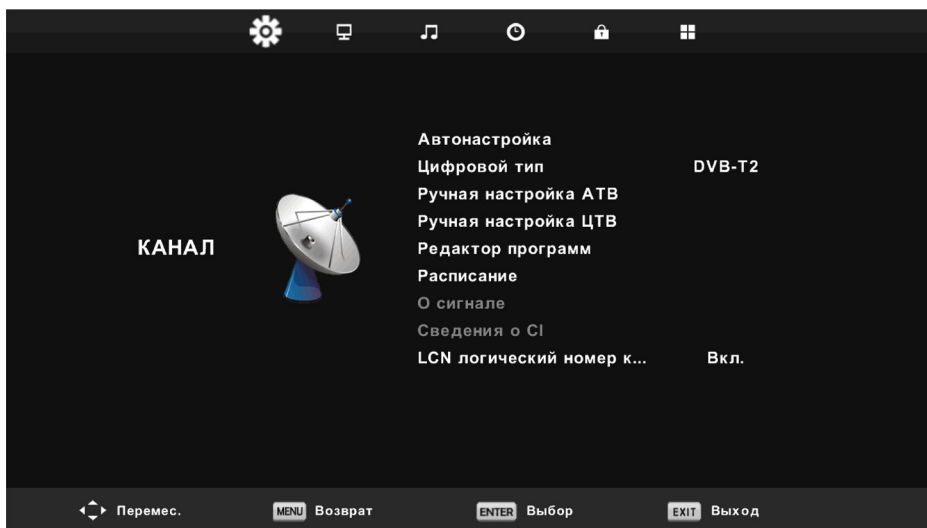 Автонастройка
Цифровой тип DVB-T2
Ручная настройка АТВ
Ручная настройка ЦТВ
КАНАЛ
Редактор программ
Расписание
О сигнале
Сведения о CI
LCN логический номер к... Вкл.
Перемес. MENU Возврат ENTER Выбор EXIT Выход